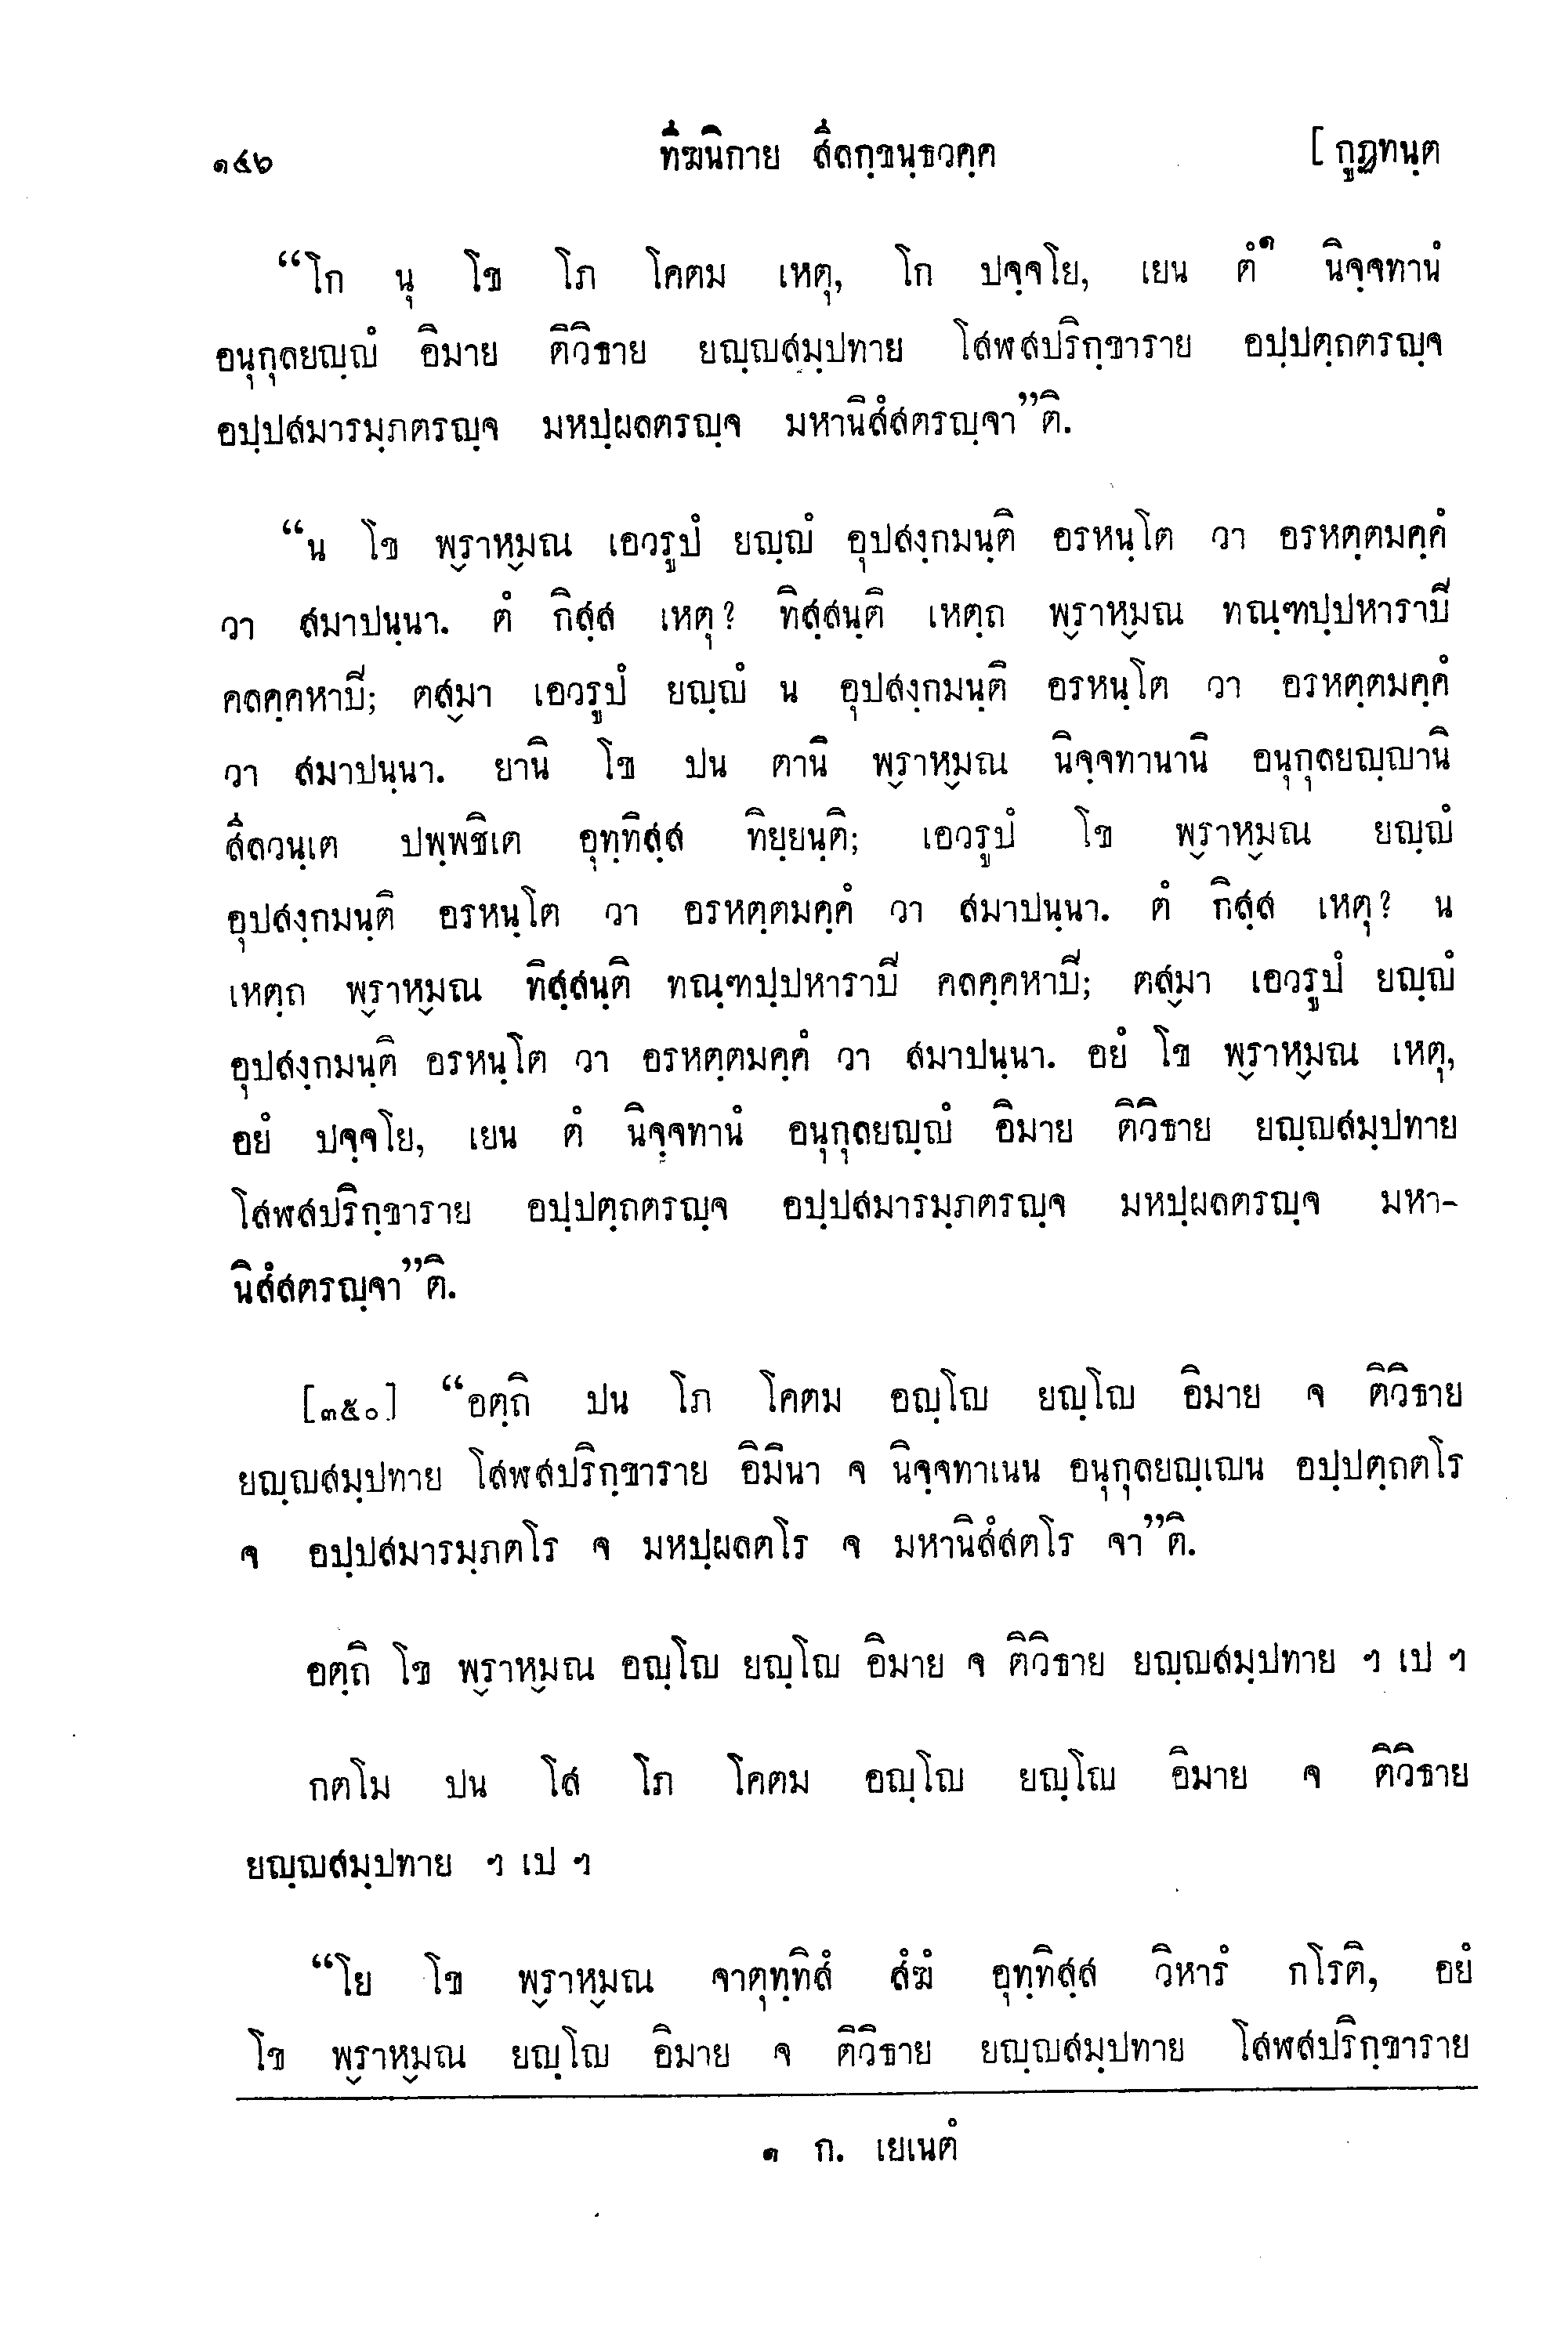 ๑๔๖ ทีฆนิกาย สีลกฺขนฺธวคฺค [ กูฏทนฺต
“โก นุ โข โภ โคตม เหตุ, โก ปจฺจโย, เยน ตํ๑ นิจฺจทานํ
อนุกุลยญฺญํ อิมาย ติวิธาย ยญฺญสมฺปทาย โสฬสปริกฺขาราย อปฺปตฺถตรญฺจ
อปฺปสมารมฺภตรญฺจ มหปฺผลตรญฺจ มหานิสํสตรญฺจา”ติ.
“น โข พฺราหฺมณ เอวรูปํ ยญฺญํ อุปสงฺกมนฺติ อรหนฺโต วา อรหตฺตมคฺคํ
วา สมาปนฺนา. ตํ กิสฺส เหตุ? ทิสฺสนฺติ เหตฺถ พฺราหฺมณ ทณฺฑปฺปหาราปี
คลคฺคหาปี; ตสฺมา เอวรูปํ ยญฺญํ น อุปสงฺกมนฺติ อรหนฺโต วา อรหตฺตมคฺคํ
วา สมาปนฺนา. ยานิ โข ปน ตานิ พฺราหฺมณ นิจฺจทานานิ อนุกุลยญฺญานิ
สีลวนฺเต ปพฺพชิเต อุทฺทิสฺส ทิยฺยนฺติ; เอวรูปํ โข พฺราหฺมณ ยญฺญํ
อุปสงฺกมนฺติ อรหนฺโต วา อรหตฺตมคฺคํ วา สมาปนฺนา. ตํ กิสฺส เหตุ? น
เหตฺถ พฺราหฺมณ ทิสฺสนฺติ ทณฺฑปฺปหาราปี คลคฺคหาปี; ตสฺมา เอวรูปํ ยญฺญํ
อุปสงฺกมนฺติ อรหนฺโต วา อรหตฺตมคฺคํ วา สมาปนฺนา. อยํ โข พฺราหฺมณ เหตุ,
อยํ ปจฺจโย, เยน ตํ นิจฺจทานํ อนุกุลยญฺญํ อิมาย ติวิธาย ยญฺญสมฺปทาย
โสฬสปริกฺขาราย อปฺปตฺถตรญฺจ อปฺปสมารมฺภตรญฺจ มหปฺผลตรญฺจ มหา-
นิสํสตรญฺจา”ติ.
[๓๕๐] “อตฺถิ ปน โภ โคตม อญฺโญ ยญฺโญ อิมาย จ ติวิธาย
ยญฺญสมฺปทาย โสฬสปริกฺขาราย อิมินา จ นิจฺจทาเนน อนุกุลยญฺเญน อปฺปตฺถตโร
จ อปฺปสมารมฺภตโร จ มหปฺผลตโร จ มหานิสํสตโร จา”ติ.
อตฺถิ โข พฺราหฺมณ อญฺโญ ยญฺโญ อิมาย จ ติวิธาย ยญฺญสมฺปทาย ฯ เป ฯ
กตโม ปน โส โภ โคตม อญฺโญ ยญฺโญ อิมาย จ ติวิธาย
ยญฺญสมฺปทาย ฯ เป ฯ
“โย โข พฺราหฺมณ จาตุทฺทิสํ สํฆํ อุทฺทิสฺส วิหารํ กโรติ, อยํ
โข พฺราหฺมณ ยญฺโญ อิมาย จ ติวิธาย ยญฺญสมฺปทาย โสฬสปริกฺขาราย
๑ ก. เยเนตํ